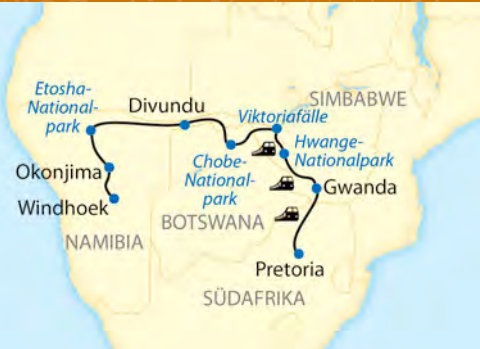 Etosha-
National-
park
Divundu
Viktoriafälle
SIMBABWE
Hwange-
Nationalpark
Chobe-
National-
park
Okonjima
Windhoek
Gwanda
BOTSWANA
NAMIBIA
Pretoria
SÜDAFRIKA